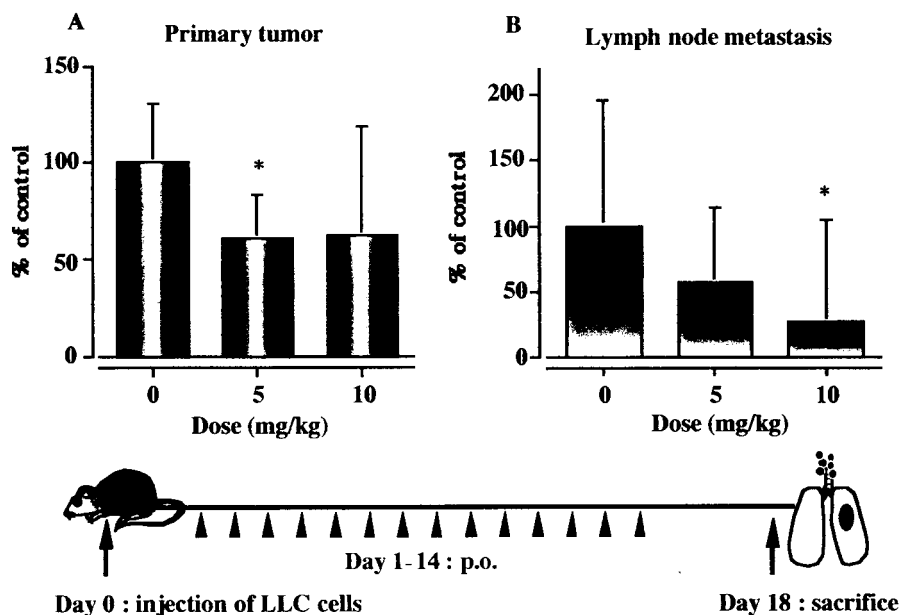 A
Primary tumor
150
100
50
0
% of control
*
0 5 10
Dose (mg/kg)
B
Lymph node metastasis
200
150
100
50
0
% of control
*
0 5 10
Dose (mg/kg)
Day 1-14 : p.o.
Day 0 : injection of LLC cells
Day 18 : sacrifice